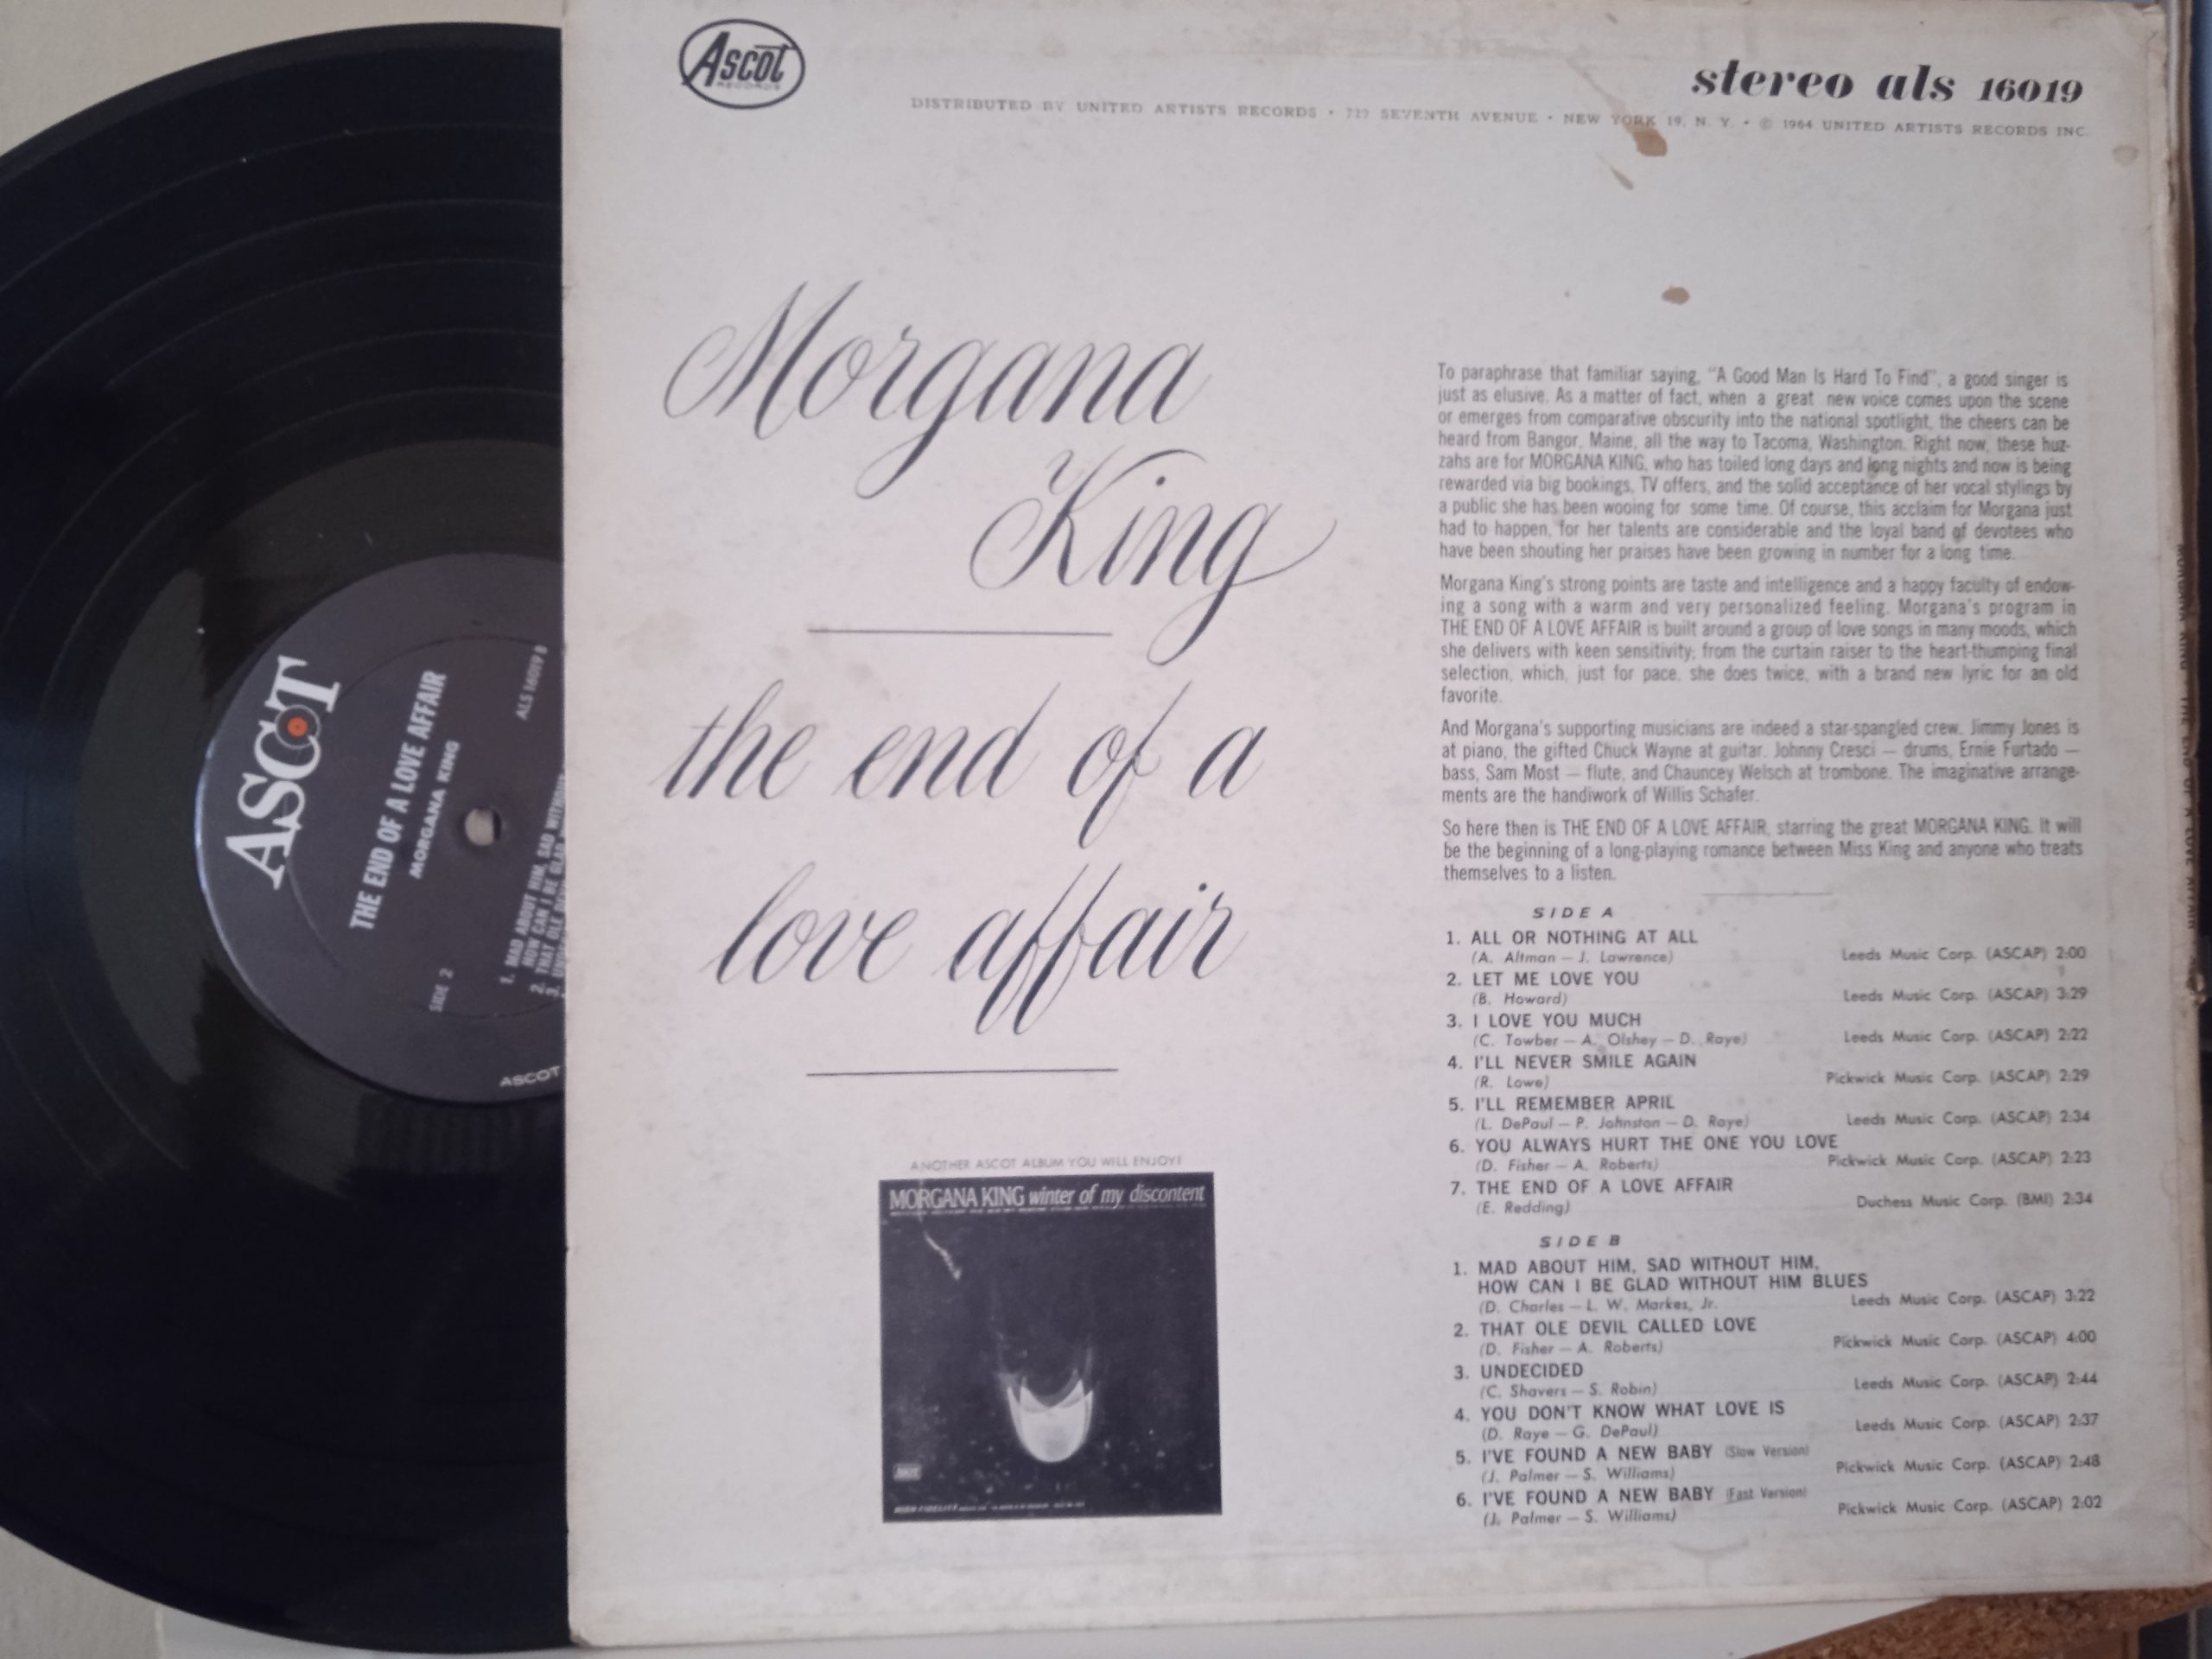 Ascot
RECORDS
stereo als 16019
DISTRIBUTED BY UNITED ARTISTS RECORDS • 727 SEVENTH AVENUE • NEW YORK 19, N. Y. • © 1964 UNITED ARTISTS RECORDS INC.
Morgana
King
the end of a
love affair
To paraphrase that familiar saying, "A Good Man Is Hard To Find", a good singer is
just as elusive. As a matter of fact, when a great new voice comes upon the scene
or emerges from comparative obscurity into the national spotlight, the cheers can be
heard from Bangor, Maine, all the way to Tacoma, Washington. Right now, these huz-
zahs are for MORGANA KING, who has toiled long days and long nights and now is being
rewarded via big bookings, TV offers, and the solid acceptance of her vocal stylings by
a public she has been wooing for some time. Of course, this acclaim for Morgana just
had to happen, for her talents are considerable and the loyal band of devotees who
have been shouting her praises have been growing in number for a long time.
Morgana King's strong points are taste and intelligence and a happy faculty of endow-
ing a song with a warm and very personalized feeling. Morgana's program in
THE END OF A LOVE AFFAIR is built around a group of love songs in many moods, which
she delivers with keen sensitivity; from the curtain raiser to the heart-thumping final
selection, which, just for pace, she does twice, with a brand new lyric for an old
favorite.
And Morgana's supporting musicians are indeed a star-spangled crew. Jimmy Jones is
at piano, the gifted Chuck Wayne at guitar. Johnny Cresci — drums, Ernie Furtado —
bass, Sam Most — flute, and Chauncey Welsch at trombone. The imaginative arrange-
ments are the handiwork of Willis Schafer.
So here then is THE END OF A LOVE AFFAIR, starring the great MORGANA KING. It will
be the beginning of a long-playing romance between Miss King and anyone who treats
themselves to a listen.
SIDE A
1. ALL OR NOTHING AT ALL
(A. Altman — J. Lawrence) Leeds Music Corp. (ASCAP) 2:00
2. LET ME LOVE YOU
(B. Howard) Leeds Music Corp. (ASCAP) 3:29
3. I LOVE YOU MUCH
(C. Towber — A. Olshey — D. Raye) Leeds Music Corp. (ASCAP) 2:22
4. I'LL NEVER SMILE AGAIN
(R. Lowe) Pickwick Music Corp. (ASCAP) 2:29
5. I'LL REMEMBER APRIL
(L. DePaul — P. Johnston — D. Raye) Leeds Music Corp. (ASCAP) 2:34
6. YOU ALWAYS HURT THE ONE YOU LOVE
(D. Fisher — A. Roberts) Pickwick Music Corp. (ASCAP) 2:23
7. THE END OF A LOVE AFFAIR
(E. Redding) Duchess Music Corp. (BMI) 2:34
SIDE B
1. MAD ABOUT HIM, SAD WITHOUT HIM,
HOW CAN I BE GLAD WITHOUT HIM BLUES
(D. Charles — L. W. Markes, Jr. Leeds Music Corp. (ASCAP) 3:22
2. THAT OLE DEVIL CALLED LOVE
(D. Fisher — A. Roberts) Pickwick Music Corp. (ASCAP) 4:00
3. UNDECIDED
(C. Shavers — S. Robin) Leeds Music Corp. (ASCAP) 2:44
4. YOU DON'T KNOW WHAT LOVE IS
(D. Raye — G. DePaul) Leeds Music Corp. (ASCAP) 2:37
5. I'VE FOUND A NEW BABY (Slow Version)
(J. Palmer — S. Williams) Pickwick Music Corp. (ASCAP) 2:48
6. I'VE FOUND A NEW BABY (Fast Version)
(J. Palmer — S. Williams) Pickwick Music Corp. (ASCAP) 2:02
ANOTHER ASCOT ALBUM YOU WILL ENJOY!
MORGANA KING winter of my discontent
HIGH FIDELITY
ASCOT
THE END OF A LOVE AFFAIR
MORGANA KING
ALS 16019 B
SIDE 2
1. MAD ABOUT HIM, SAD WITHOUT
HOW CAN I BE GLAD
2. THAT OLE
3.
ASCOT
MORGANA KING THE END OF A LOVE AFFAIR